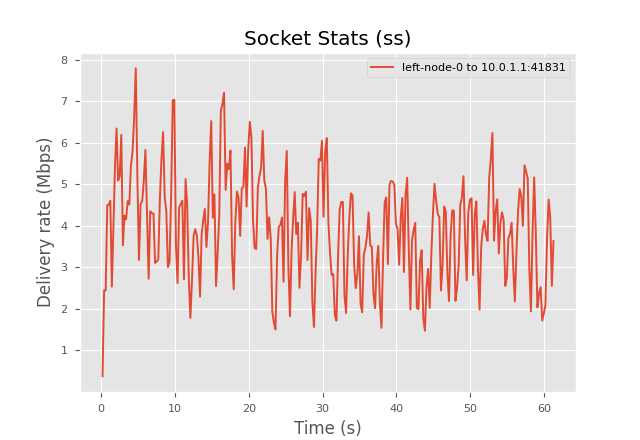 Socket Stats (ss)
left-node-0 to 10.0.1.1:41831
Delivery rate (Mbps)
8
7
6
5
4
3
2
1
0 10 20 30 40 50 60
Time (s)